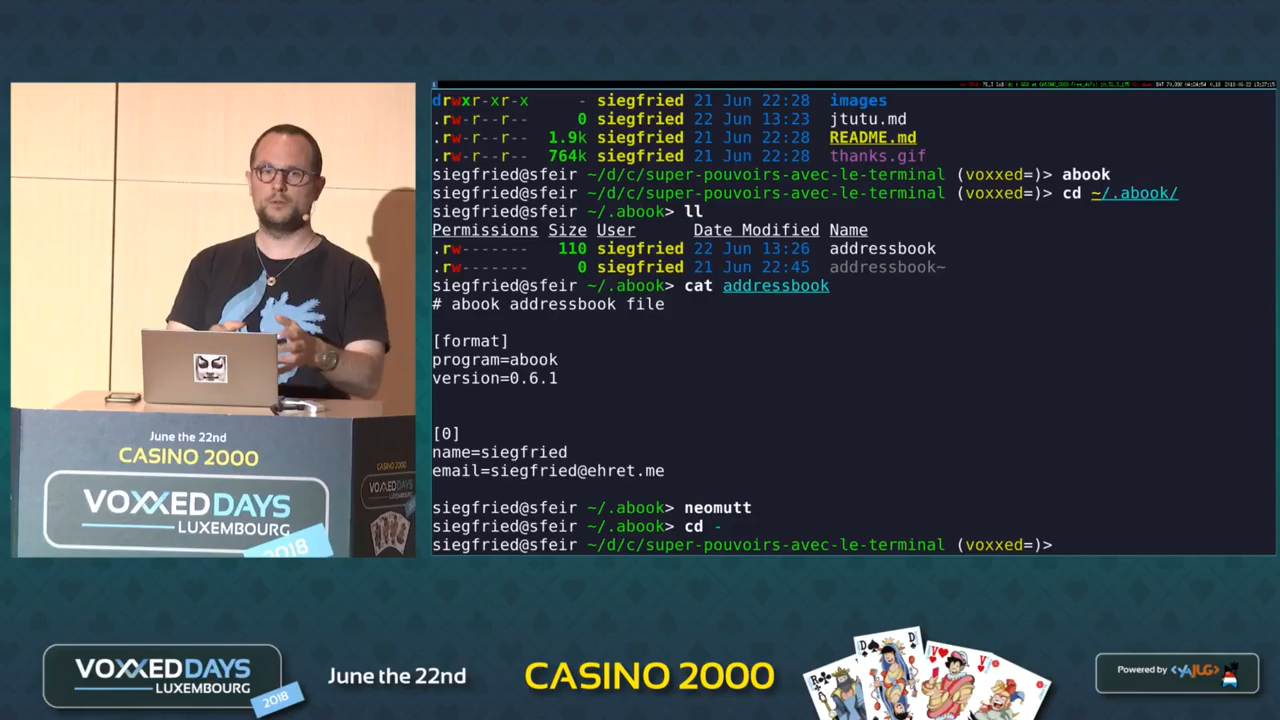 drwxr-xr-x - siegfried 21 Jun 22:28 images
.rw-r--r-- 0 siegfried 22 Jun 13:23 jtutu.md
.rw-r--r-- 1.9k siegfried 21 Jun 22:28 README.md
.rw-r--r-- 764k siegfried 21 Jun 22:28 thanks.gif
siegfried@sfeir ~/d/c/super-pouvoirs-avec-le-terminal (voxxed=)> abook
siegfried@sfeir ~/d/c/super-pouvoirs-avec-le-terminal (voxxed=)> cd ~/.abook/
siegfried@sfeir ~/.abook> ll
Permissions Size User Date Modified Name
.rw------- 110 siegfried 22 Jun 13:26 addressbook
.rw------- 0 siegfried 21 Jun 22:45 addressbook~
siegfried@sfeir ~/.abook> cat addressbook
# abook addressbook file
[format]
program=abook
version=0.6.1
[0]
name=siegfried
email=siegfried@ehret.me
siegfried@sfeir ~/.abook> neomutt
siegfried@sfeir ~/.abook> cd -
siegfried@sfeir ~/d/c/super-pouvoirs-avec-le-terminal (voxxed=)>
June the 22nd
CASINO 2000
VOXXED DAYS
LUXEMBOURG
2018
CASINO 2000
VOXXED DAYS
LUXEMBOURG
2018
June the 22nd
CASINO 2000
Powered by <YAJUG>